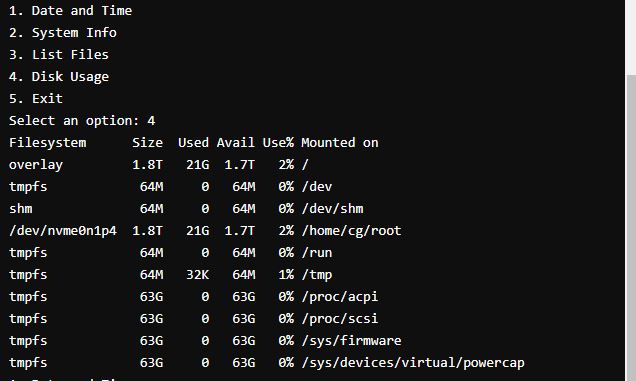 1. Date and Time
2. System Info
3. List Files
4. Disk Usage
5. Exit
Select an option: 4
Filesystem      Size  Used Avail Use% Mounted on
overlay         1.8T   21G  1.7T   2% /
tmpfs            64M     0   64M   0% /dev
shm              64M     0   64M   0% /dev/shm
/dev/nvme0n1p4  1.8T   21G  1.7T   2% /home/cg/root
tmpfs            64M     0   64M   0% /run
tmpfs            64M   32K   64M   1% /tmp
tmpfs            63G     0   63G   0% /proc/acpi
tmpfs            63G     0   63G   0% /proc/scsi
tmpfs            63G     0   63G   0% /sys/firmware
tmpfs            63G     0   63G   0% /sys/devices/virtual/powercap